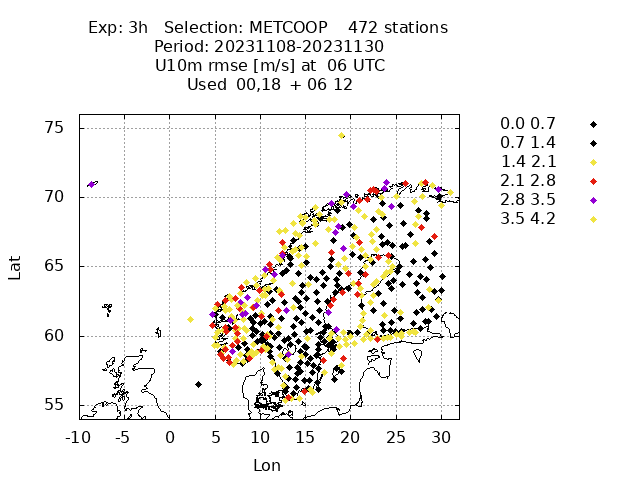 Exp: 3h   Selection: METCOOP    472 stations
Period: 20231108-20231130
U10m rmse [m/s] at  06 UTC
Used  00,18  + 06 12
0.0 0.7
0.7 1.4
1.4 2.1
2.1 2.8
2.8 3.5
3.5 4.2
75
70
65
60
55
Lat
-10 -5 0 5 10 15 20 25 30
Lon